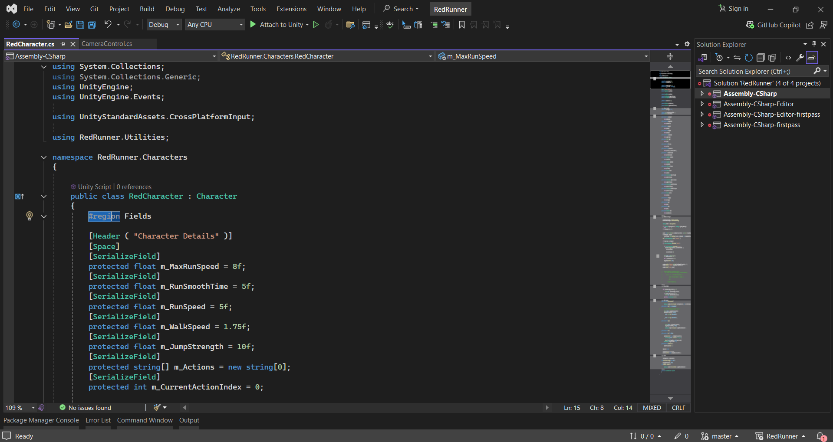 File Edit View Git Project Build Debug Test Analyze Tools Extensions Window Help Search RedRunner Sign in
Debug Any CPU Attach to Unity GitHub Copilot
RedCharacter.cs CameraControl.cs Solution Explorer
Assembly-CSharp RedRunner.Characters.RedCharacter m_MaxRunSpeed
Search Solution Explorer (Ctrl+;)
Solution 'RedRunner' (4 of 4 projects)
Assembly-CSharp
Assembly-CSharp-Editor
Assembly-CSharp-Editor-firstpass
Assembly-CSharp-firstpass
using System.Collections;
using System.Collections.Generic;
using UnityEngine;
using UnityEngine.Events;
using UnityStandardAssets.CrossPlatformInput;
using RedRunner.Utilities;
namespace RedRunner.Characters
{
Unity Script | 0 references
public class RedCharacter : Character
{
#region Fields
[Header ( "Character Details" )]
[Space]
[SerializeField]
protected float m_MaxRunSpeed = 8f;
[SerializeField]
protected float m_RunSmoothTime = 5f;
[SerializeField]
protected float m_RunSpeed = 5f;
[SerializeField]
protected float m_WalkSpeed = 1.75f;
[SerializeField]
protected float m_JumpStrength = 10f;
[SerializeField]
protected string[] m_Actions = new string[0];
[SerializeField]
protected int m_CurrentActionIndex = 0;
109 % No issues found Ln: 15 Ch: 8 Col: 14 MIXED CRLF
Package Manager Console Error List Command Window Output
Ready 0 / 0 0 master RedRunner